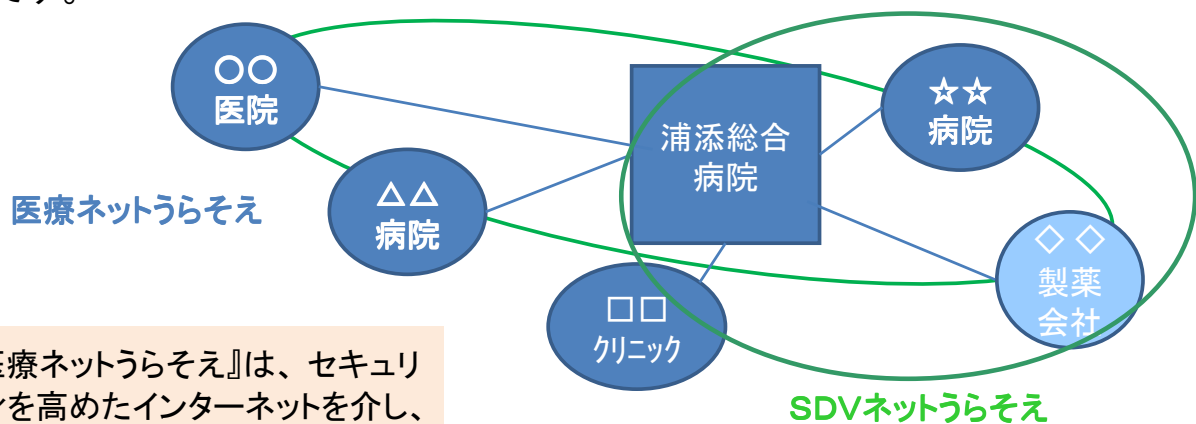 です。
○○
医院
浦添総合
病院
☆☆
病院
医療ネットうらそえ
△△
病院
◇ ◇
製薬
会社
□□
クリニック
医療ネットうらそえ』は、セキュリ
を高めたインターネットを介し、
SDVネットうらそえ